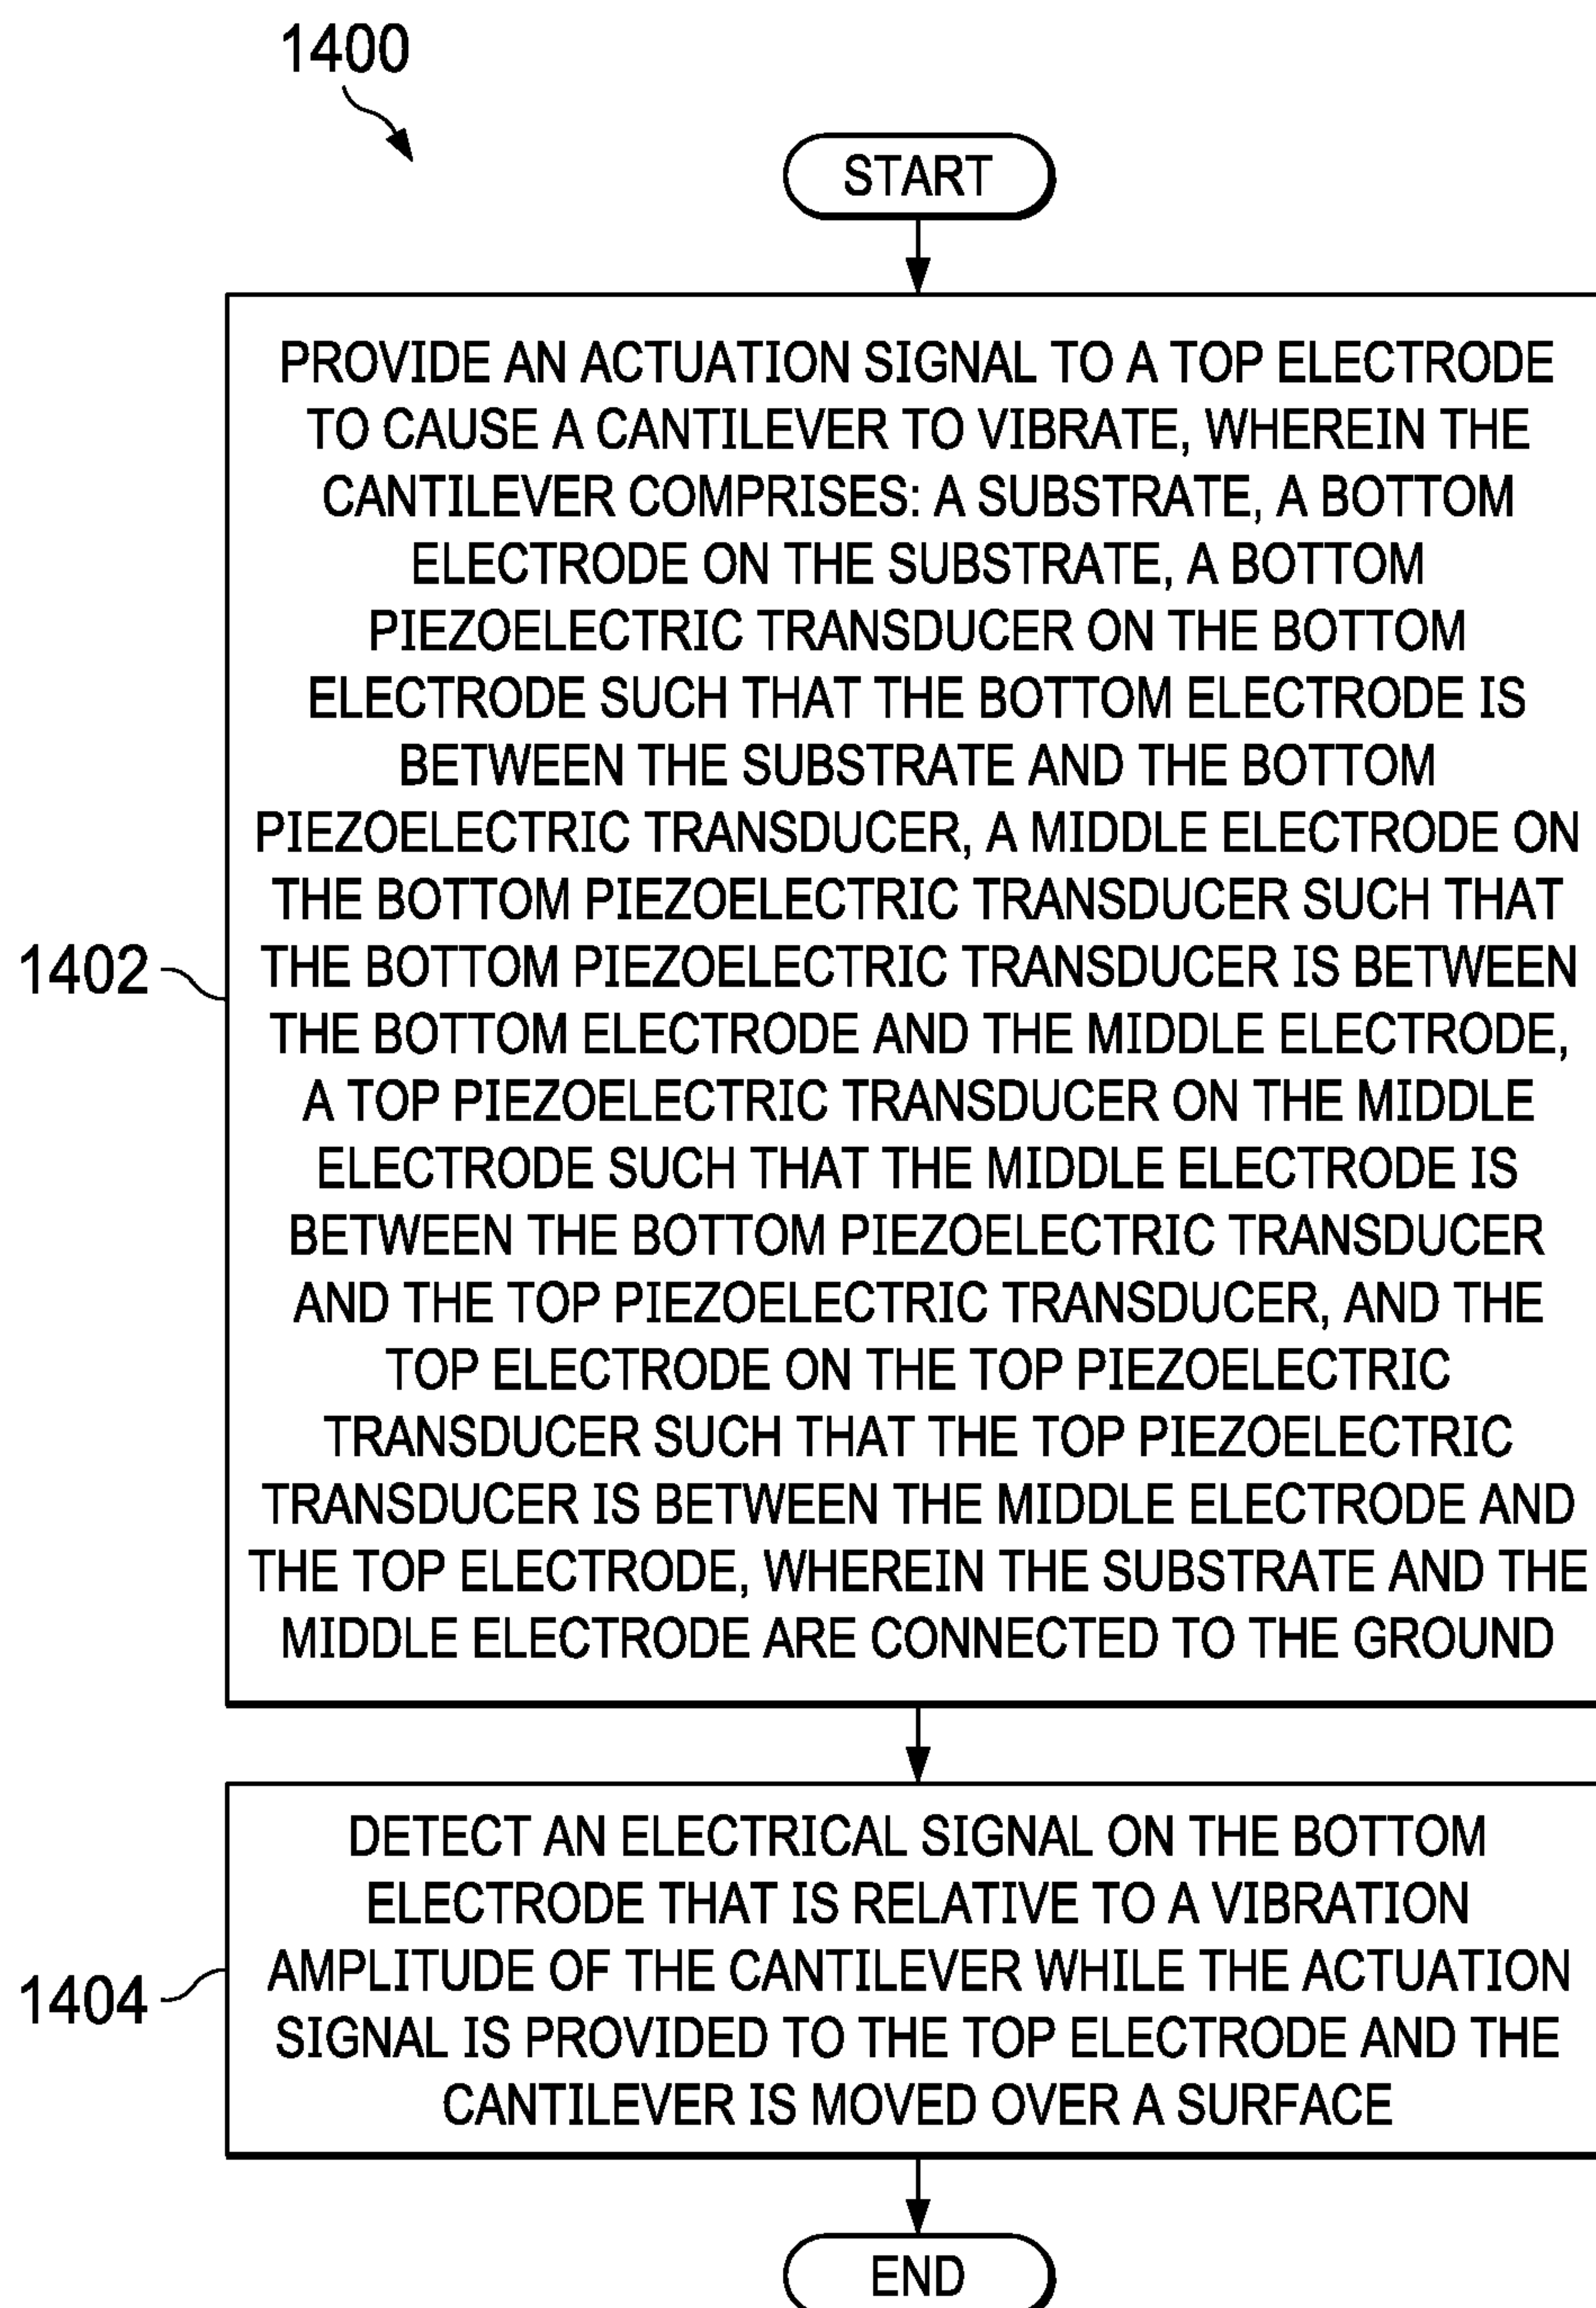 1400
START
PROVIDE AN ACTUATION SIGNAL TO A TOP ELECTRODE
TO CAUSE A CANTILEVER TO VIBRATE, WHEREIN THE
CANTILEVER COMPRISES: A SUBSTRATE, A BOTTOM
ELECTRODE ON THE SUBSTRATE, A BOTTOM
PIEZOELECTRIC TRANSDUCER ON THE BOTTOM
ELECTRODE SUCH THAT THE BOTTOM ELECTRODE IS
BETWEEN THE SUBSTRATE AND THE BOTTOM
PIEZOELECTRIC TRANSDUCER, A MIDDLE ELECTRODE ON
THE BOTTOM PIEZOELECTRIC TRANSDUCER SUCH THAT
THE BOTTOM PIEZOELECTRIC TRANSDUCER IS BETWEEN
THE BOTTOM ELECTRODE AND THE MIDDLE ELECTRODE,
A TOP PIEZOELECTRIC TRANSDUCER ON THE MIDDLE
ELECTRODE SUCH THAT THE MIDDLE ELECTRODE IS
BETWEEN THE BOTTOM PIEZOELECTRIC TRANSDUCER
AND THE TOP PIEZOELECTRIC TRANSDUCER, AND THE
TOP ELECTRODE ON THE TOP PIEZOELECTRIC
TRANSDUCER SUCH THAT THE TOP PIEZOELECTRIC
TRANSDUCER IS BETWEEN THE MIDDLE ELECTRODE AND
THE TOP ELECTRODE, WHEREIN THE SUBSTRATE AND THE
MIDDLE ELECTRODE ARE CONNECTED TO THE GROUND
1402
DETECT AN ELECTRICAL SIGNAL ON THE BOTTOM
ELECTRODE THAT IS RELATIVE TO A VIBRATION
AMPLITUDE OF THE CANTILEVER WHILE THE ACTUATION
SIGNAL IS PROVIDED TO THE TOP ELECTRODE AND THE
CANTILEVER IS MOVED OVER A SURFACE
1404
END